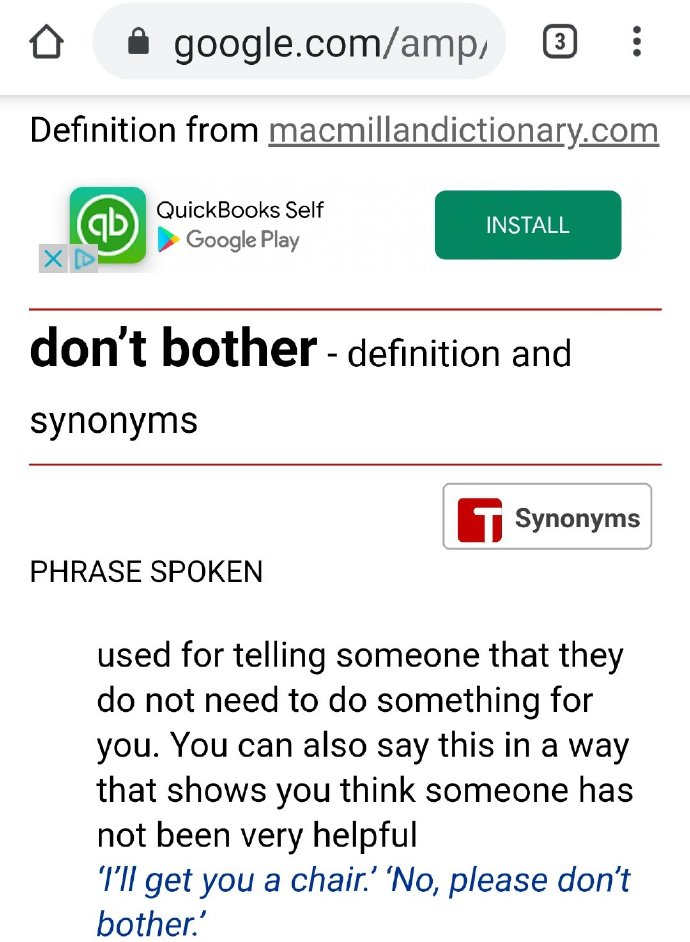 google.com/amp/
3
Definition from macmillandictionary.com
qb
QuickBooks Self
Google Play
INSTALL
don’t bother - definition and
synonyms
T Synonyms
PHRASE SPOKEN
used for telling someone that they
do not need to do something for
you. You can also say this in a way
that shows you think someone has
not been very helpful
‘I’ll get you a chair.’ ‘No, please don’t
bother.’